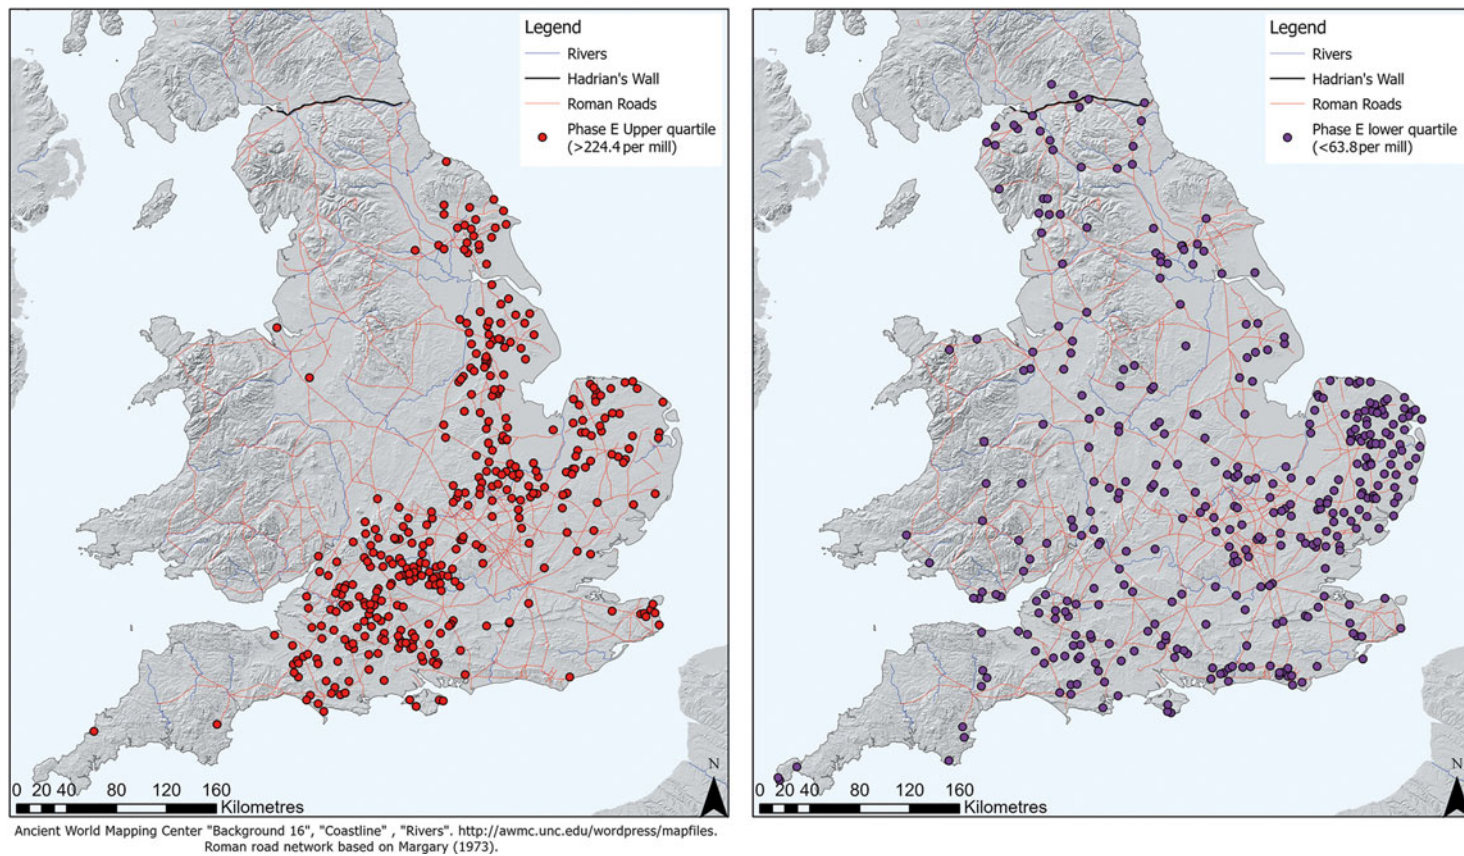 Legend
Rivers
Hadrian's Wall
Roman Roads
Phase E Upper quartile
(>224.4 per mill)
N
0 20 40 80 120 160
Kilometres
Legend
Rivers
Hadrian's Wall
Roman Roads
Phase E lower quartile
(<63.8 per mill)
N
0 20 40 80 120 160
Kilometres
Ancient World Mapping Center "Background 16", "Coastline" , "Rivers". http://awmc.unc.edu/wordpress/mapfiles.
Roman road network based on Margary (1973).